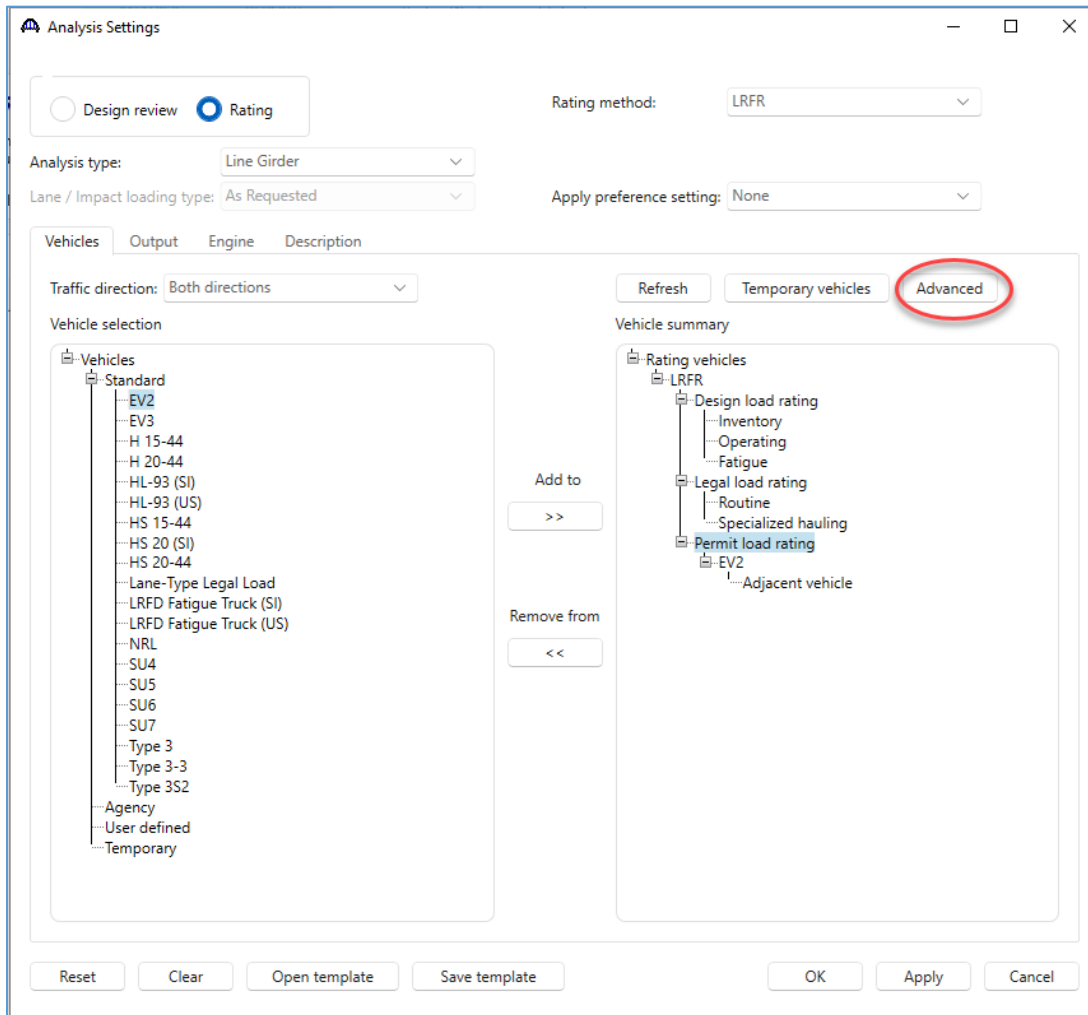 Analysis Settings
Design review Rating
Rating method: LRFR
Analysis type: Line Girder
Lane / Impact loading type: As Requested
Apply preference setting: None
Vehicles Output Engine Description
Traffic direction: Both directions
Refresh Temporary vehicles Advanced
Vehicle selection
Vehicles
Standard
EV2
EV3
H 15-44
H 20-44
HL-93 (SI)
HL-93 (US)
HS 15-44
HS 20 (SI)
HS 20-44
Lane-Type Legal Load
LRFD Fatigue Truck (SI)
LRFD Fatigue Truck (US)
NRL
SU4
SU5
SU6
SU7
Type 3
Type 3-3
Type 3S2
Agency
User defined
Temporary
Add to
>>
Remove from
<<
Vehicle summary
Rating vehicles
LRFR
Design load rating
Inventory
Operating
Fatigue
Legal load rating
Routine
Specialized hauling
Permit load rating
EV2
Adjacent vehicle
Reset Clear Open template Save template OK Apply Cancel